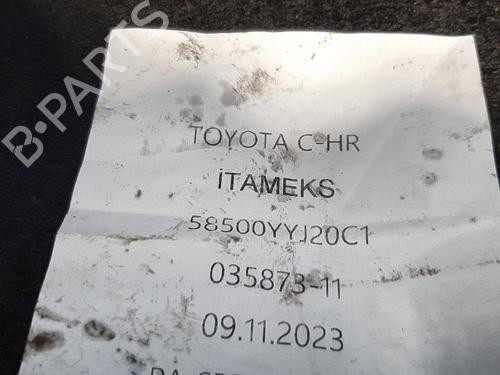 B-PARTS
TOYOTA C-HR
İTAMEKS
58500YYJ20C1
035873-11
09.11.2023